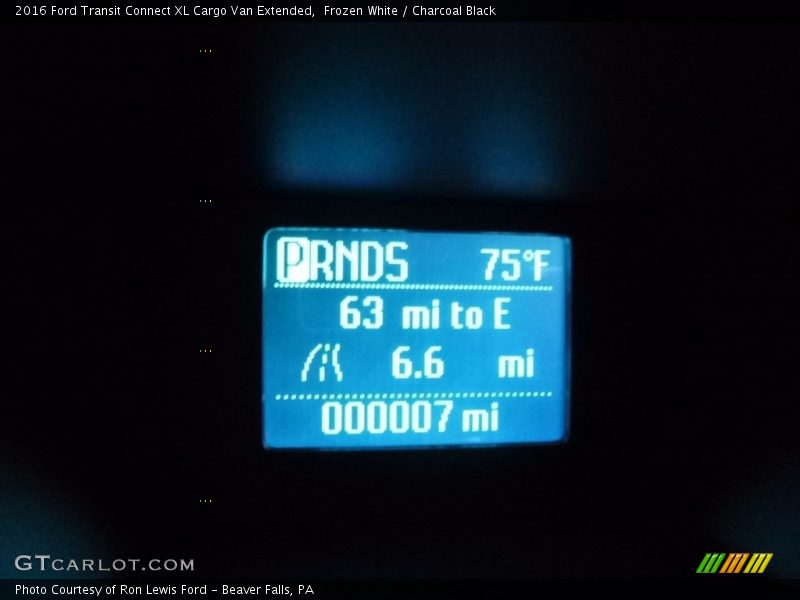 2016 Ford Transit Connect XL Cargo Van Extended,  Frozen White / Charcoal Black
PRNDS 75°F
63 mi to E
6.6 mi
000007 mi
GTCARLOT.COM
Photo Courtesy of Ron Lewis Ford - Beaver Falls, PA